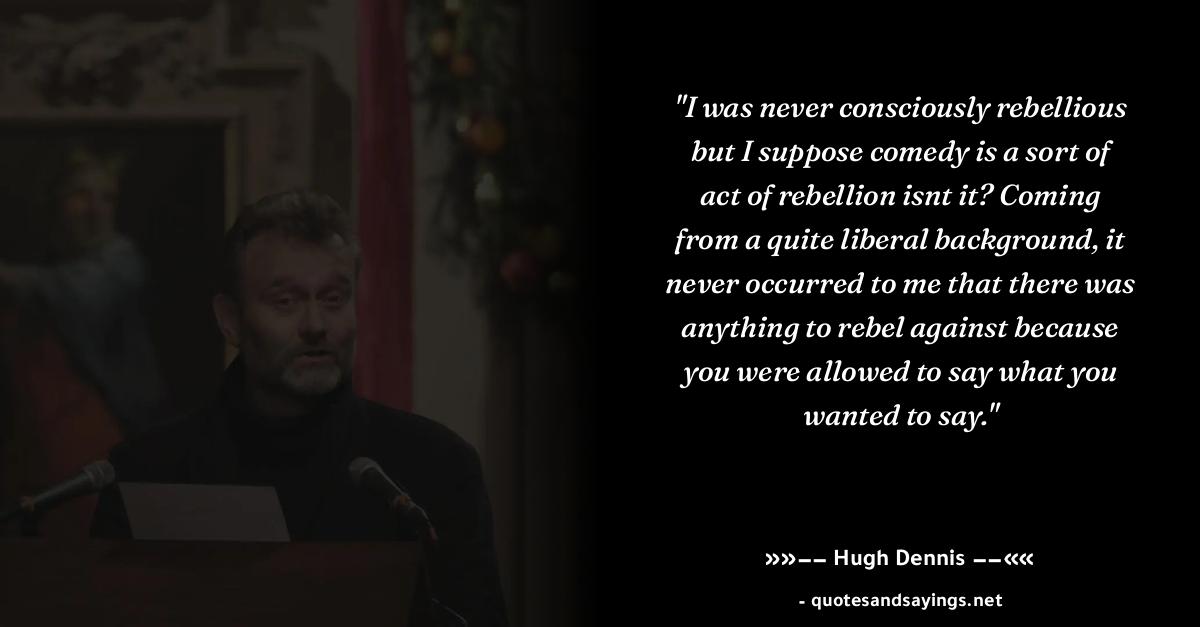 "I was never consciously rebellious
but I suppose comedy is a sort of
act of rebellion isnt it? Coming
from a quite liberal background, it
never occurred to me that there was
anything to rebel against because
you were allowed to say what you
wanted to say."
»»―― Hugh Dennis ――««
- quotesandsayings.net